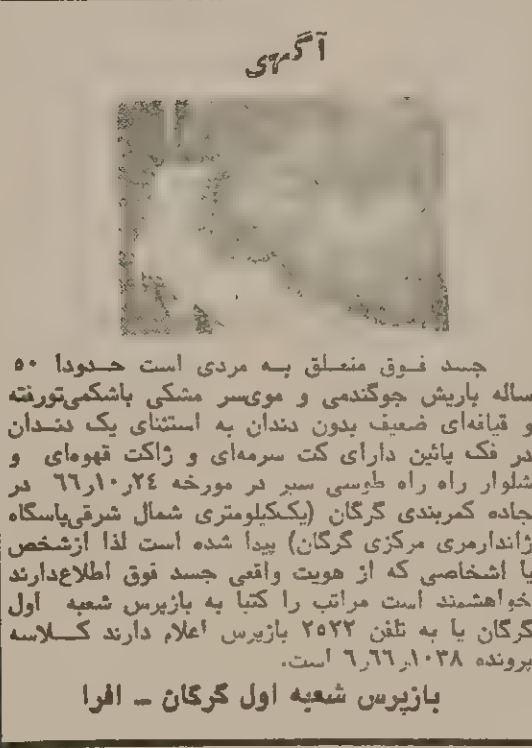 آگهی
جسد فوق متعلق به مردی است حدودا ۵۰
ساله باریش جوگندمی و موی‌سر مشکی باشکمی‌تورفته
و قیافه‌ای ضعیف بدون دندان به استثنای یک دندان
در فک پائین دارای کت سرمه‌ای و ژاکت قهوه‌ای و
شلوار راه راه طوسی سبر در مورخه ۲۴ر۱۰ر۶۶ در
جاده کمربندی گرگان (یک‌کیلومتری شمال شرقی‌پاسگاه
ژاندارمری مرکزی گرگان) پیدا شده است لذا ازشخص
یا اشخاصی که از هویت واقعی جسد فوق اطلاع‌دارند
خواهشمند است مراتب را کتبا به بازپرس شعبه اول
گرگان یا به تلفن ۲۵۲۲ بازپرس اعلام دارند کلاسه
پرونده ۱۰۳۸ر۶۶ر۶ است.
بازپرس شعبه اول گرگان ـ افرا